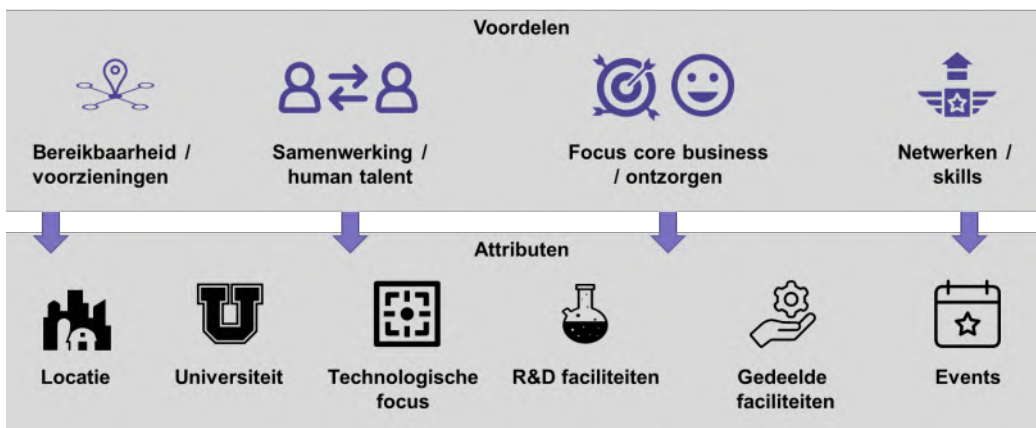 Voordelen
Bereikbaarheid /
voorzieningen
Samenwerking /
human talent
Focus core business
/ ontzorgen
Netwerken /
skills
Attributen
Locatie
U
Universiteit
Technologische
focus
R&D faciliteiten
Gedeelde
faciliteiten
Events